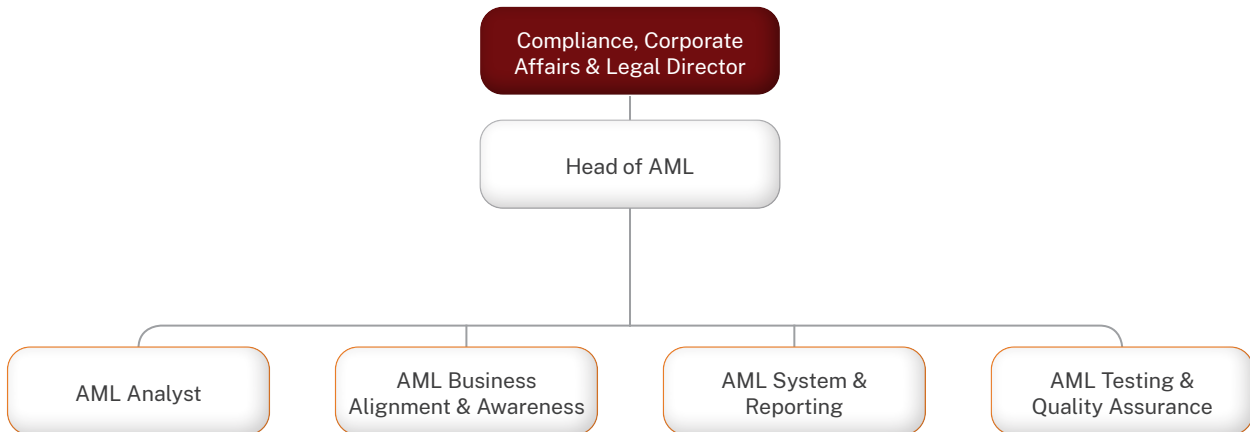 Compliance, Corporate
Affairs & Legal Director
Head of AML
AML Analyst
AML Business
Alignment & Awareness
AML System &
Reporting
AML Testing &
Quality Assurance